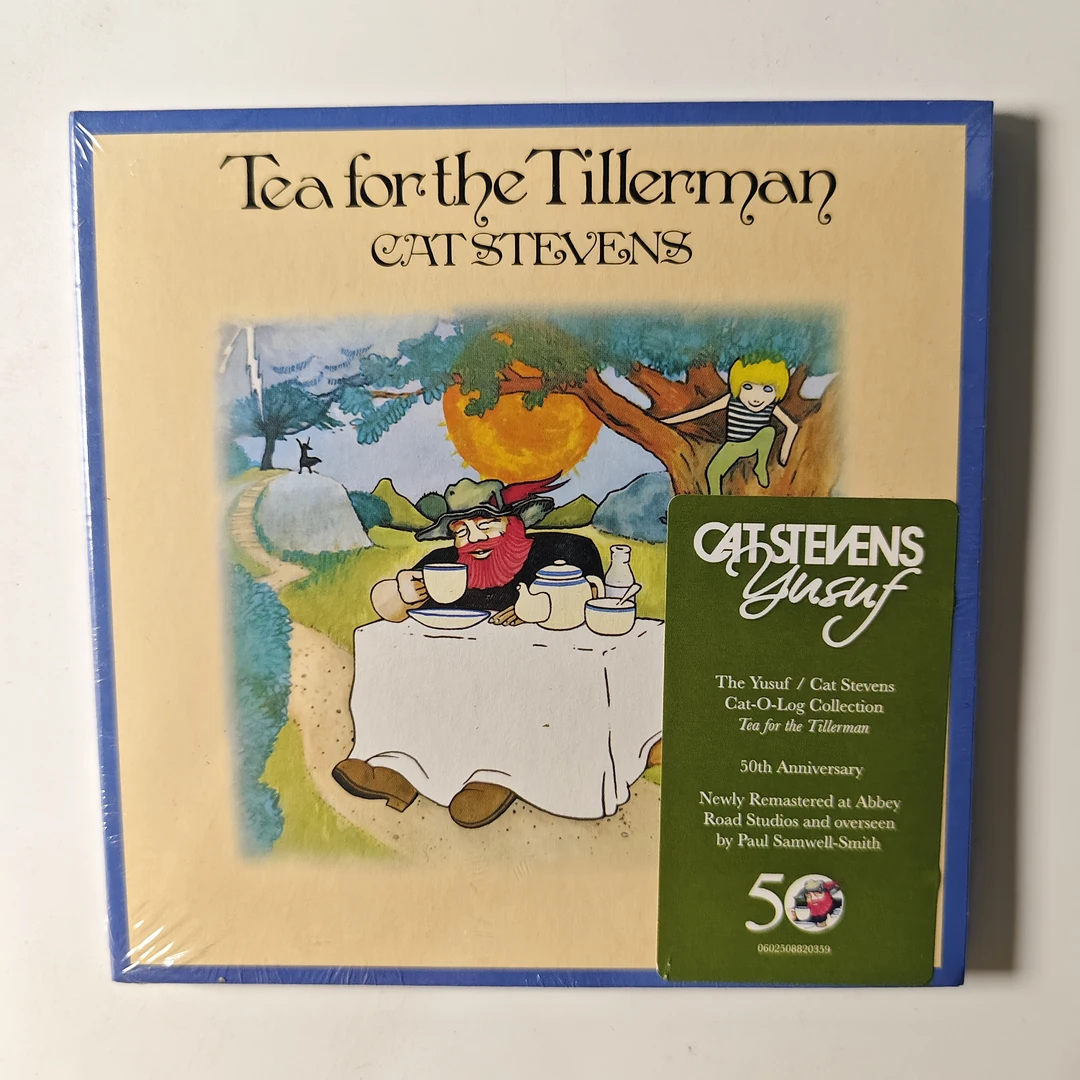 Tea for the Tillerman
CAT STEVENS
CAT STEVENS
Yusuf
The Yusuf / Cat Stevens
Cat-O-Log Collection
Tea for the Tillerman
50th Anniversary
Newly Remastered at Abbey
Road Studios and overseen
by Paul Samwell-Smith
50
0602508820359